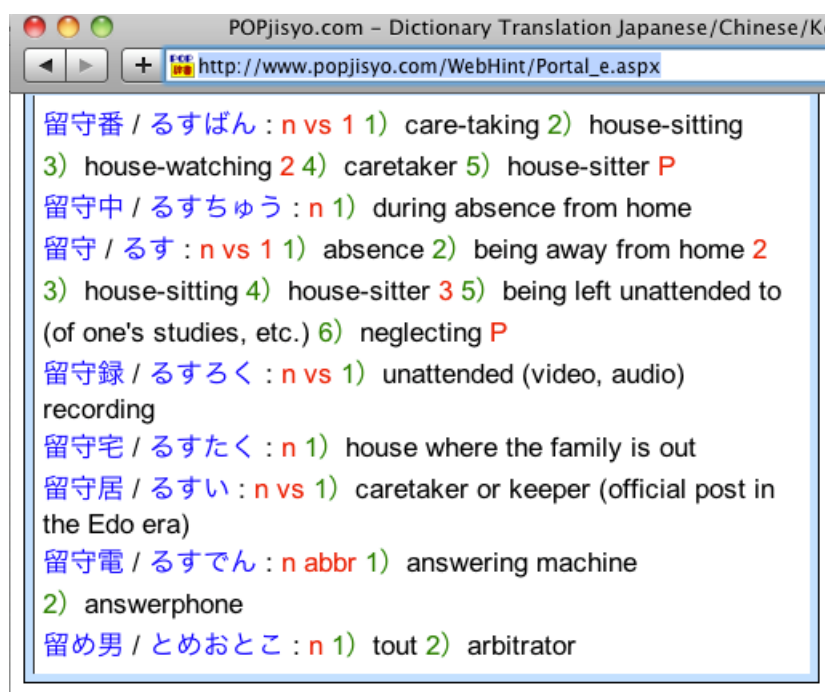 POPjisyo.com – Dictionary Translation Japanese/Chinese/K
http://www.popjisyo.com/WebHint/Portal_e.aspx
留守番 / るすばん : n vs 1 1）care-taking 2）house-sitting
3）house-watching 2 4）caretaker 5）house-sitter P
留守中 / るすちゅう : n 1）during absence from home
留守 / るす : n vs 1 1）absence 2）being away from home 2
3）house-sitting 4）house-sitter 3 5）being left unattended to
(of one's studies, etc.) 6）neglecting P
留守録 / るすろく : n vs 1）unattended (video, audio)
recording
留守宅 / るすたく : n 1）house where the family is out
留守居 / るすい : n vs 1）caretaker or keeper (official post in
the Edo era)
留守電 / るすでん : n abbr 1）answering machine
2）answerphone
留め男 / とめおとこ : n 1）tout 2）arbitrator